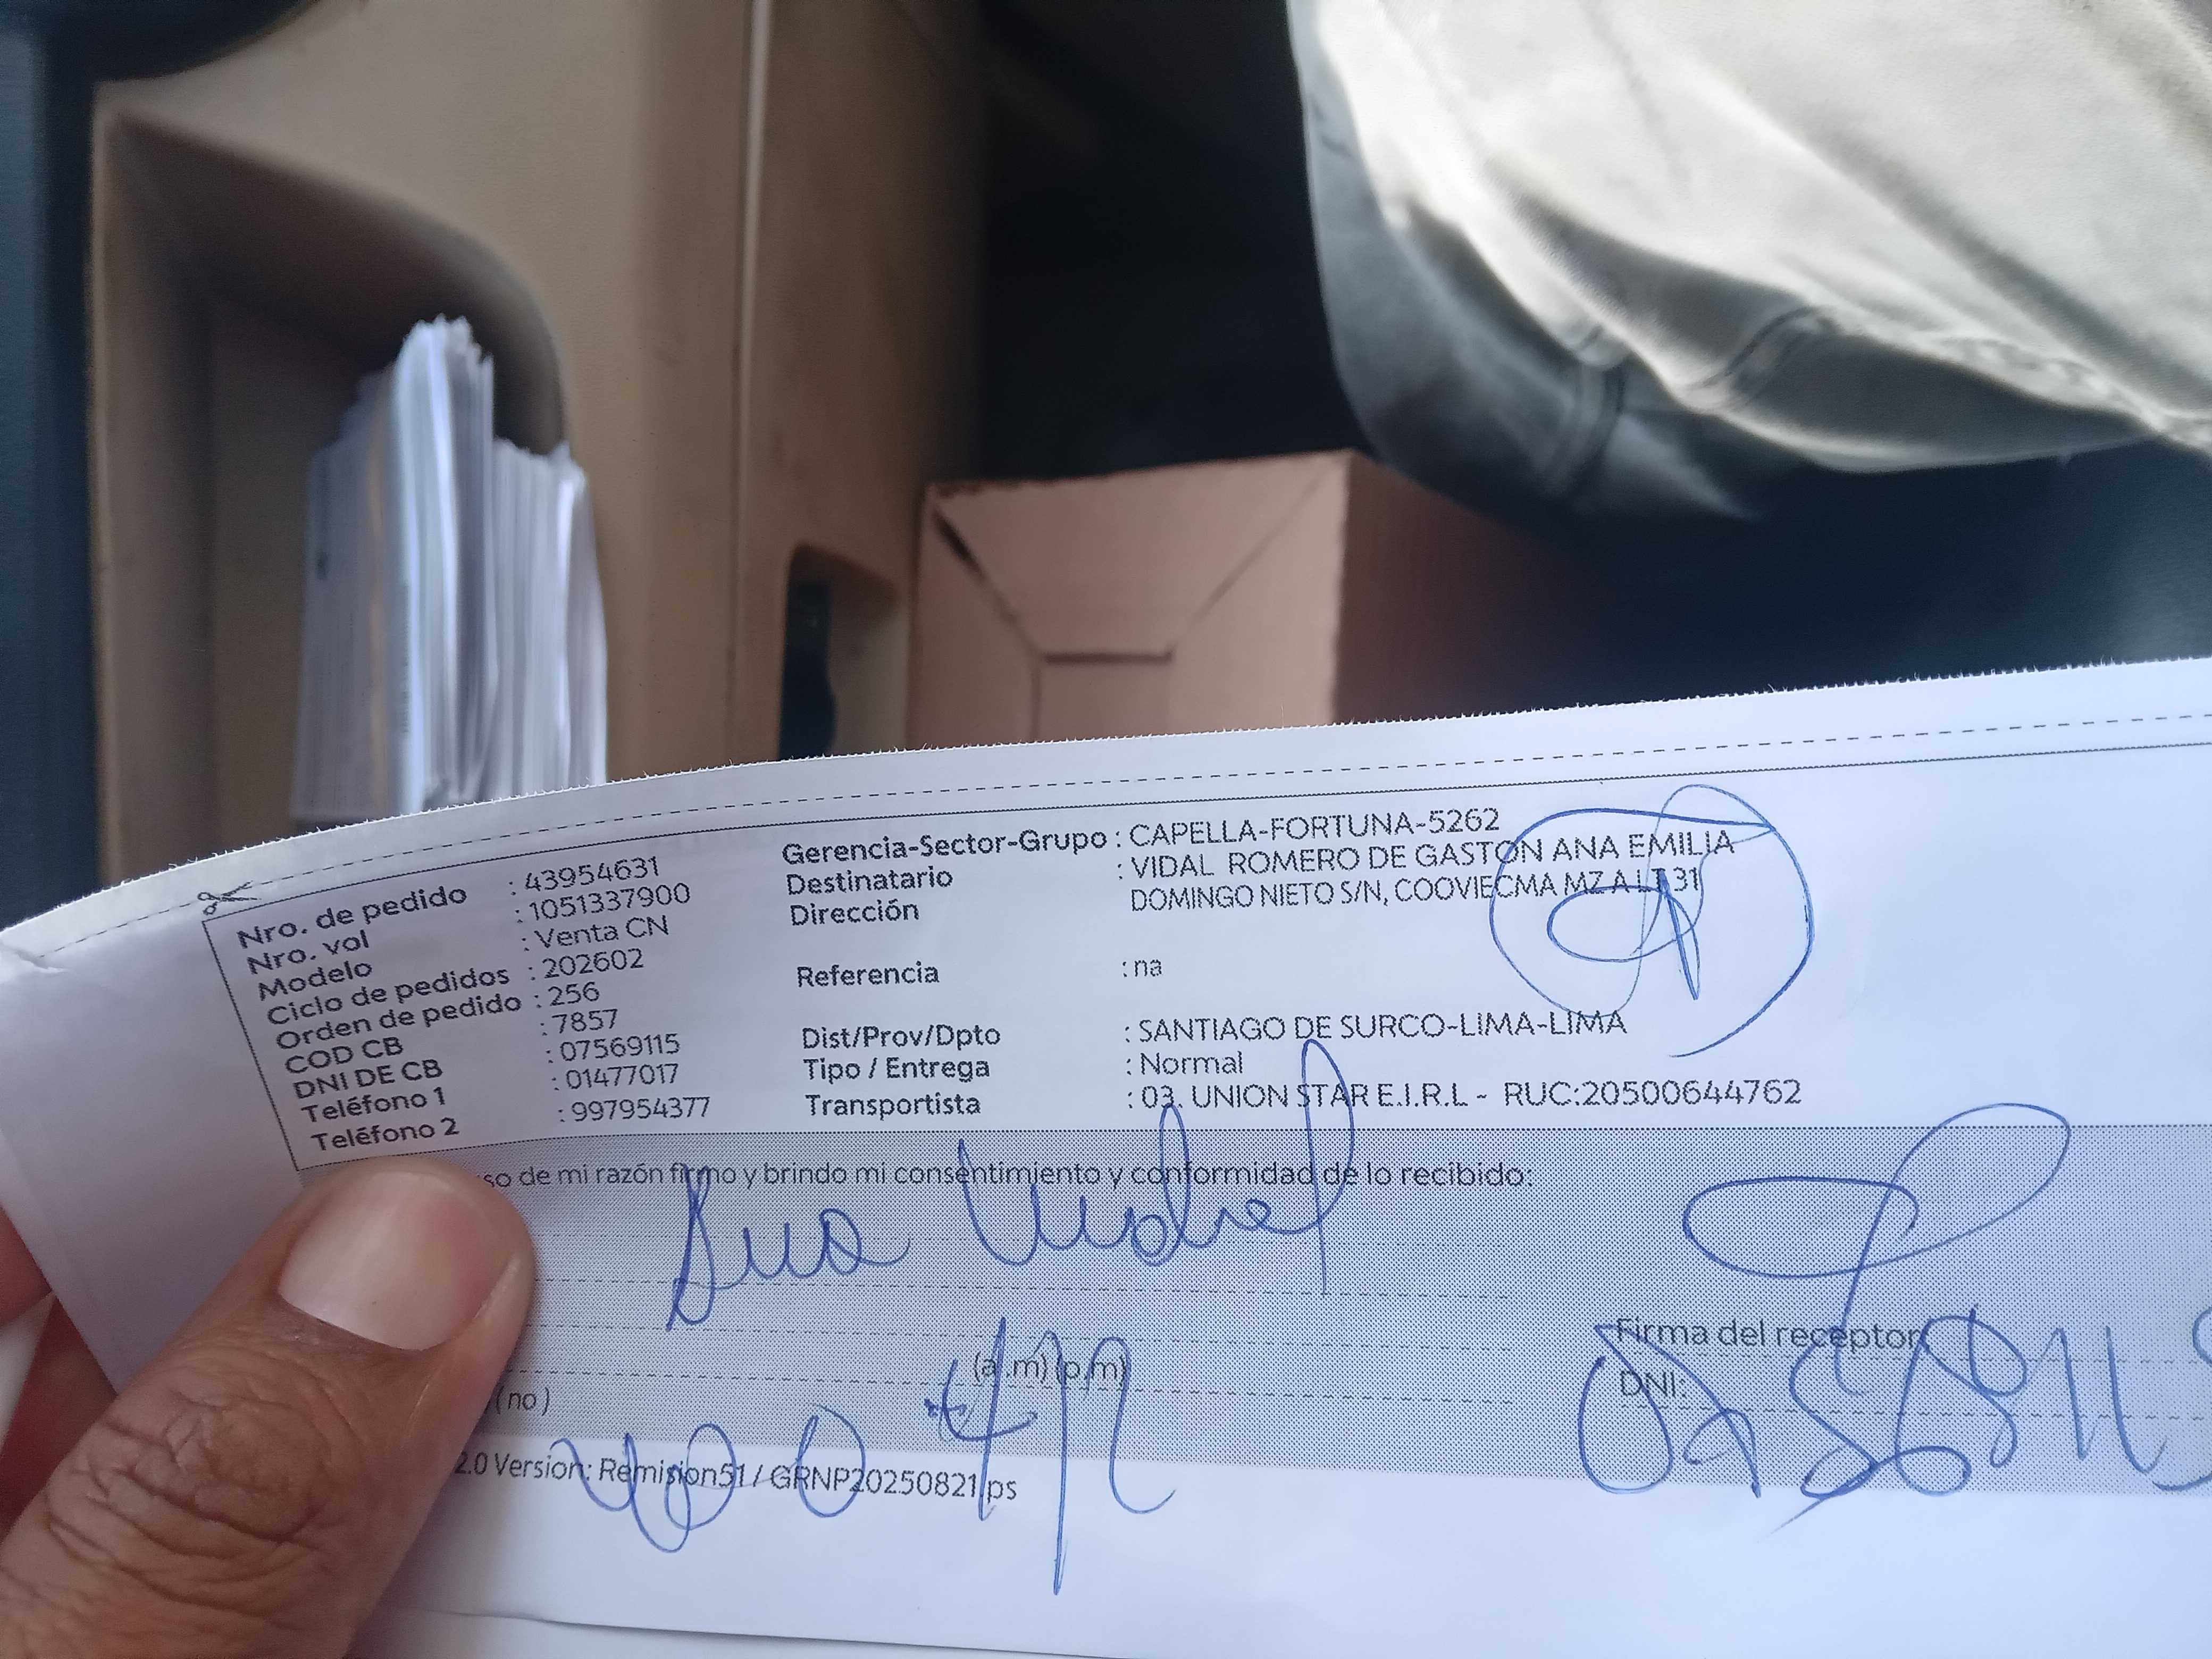 Nro. de pedido : 43954631
Nro. vol : 1051337900
Modelo : Venta CN
Ciclo de pedidos : 202602
Orden de pedido : 256
COD CB : 7857
DNI DE CB : 07569115
Teléfono 1 : 01477017
Teléfono 2 : 997954377
Gerencia-Sector-Grupo : CAPELLA-FORTUNA-5262
Destinatario : VIDAL ROMERO DE GASTON ANA EMILIA
Dirección DOMINGO NIETO S/N, COOVIECMA MZ A LT 31
Referencia : na
Dist/Prov/Dpto : SANTIAGO DE SURCO-LIMA-LIMA
Tipo / Entrega : Normal
Transportista : 03. UNION STAR E.I.R.L - RUC:20500644762
so de mi razón firmo y brindo mi consentimiento y conformidad de lo recibido:
Ana Vidal
Firma del receptor
(a.m) (p.m)
DNI:
(no)
2.0 Version: Remision51 / GRNP20250821.ps